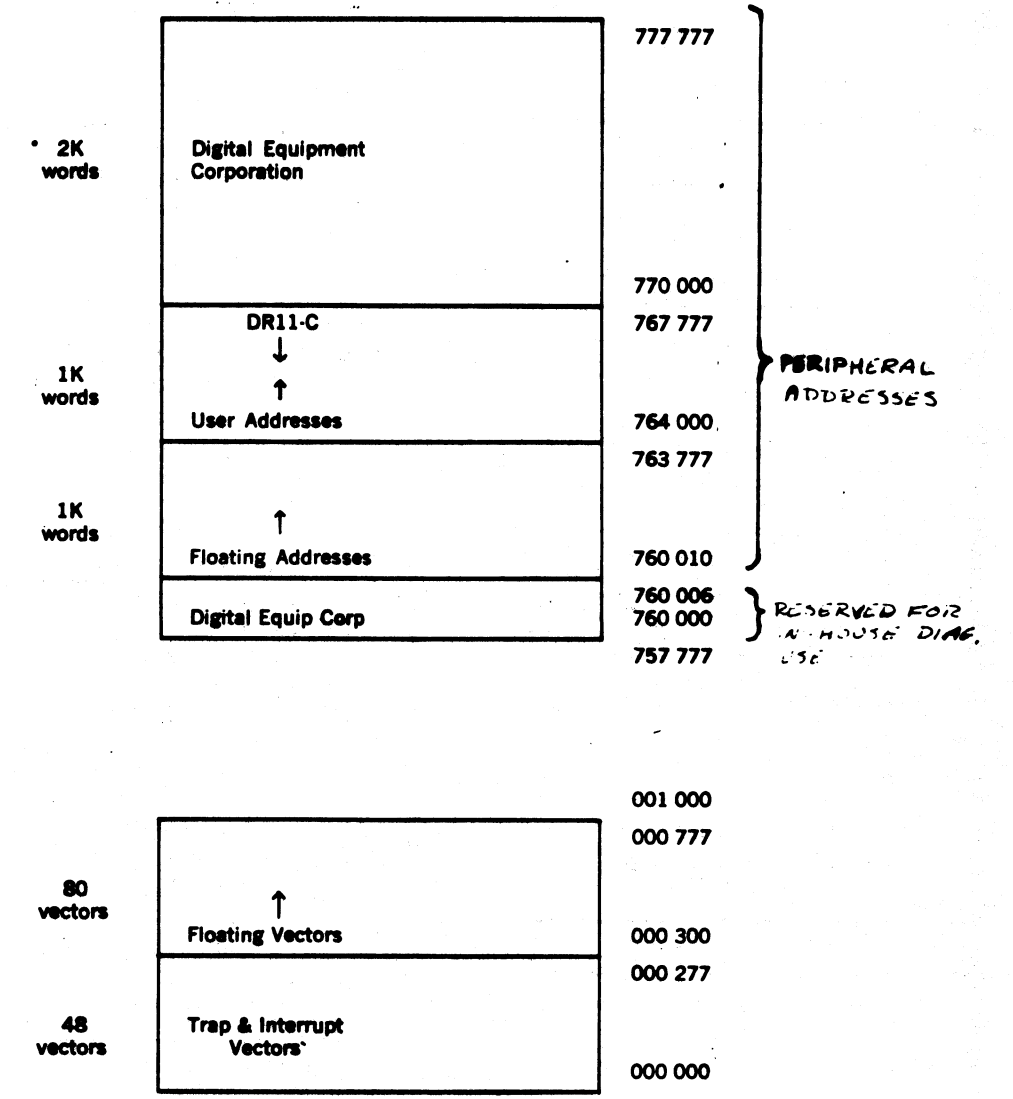 777 777
2K
words
Digital Equipment
Corporation
770 000
DR11-C
↓
767 777
1K
words
↑
User Addresses
764 000
PERIPHERAL
ADDRESSES
763 777
1K
words
↑
Floating Addresses
760 010
760 006
Digital Equip Corp
760 000
RESERVED FOR
IN-HOUSE DIAG.
USE
757 777
001 000
000 777
80
vectors
↑
Floating Vectors
000 300
000 277
48
vectors
Trap & Interrupt
Vectors
000 000